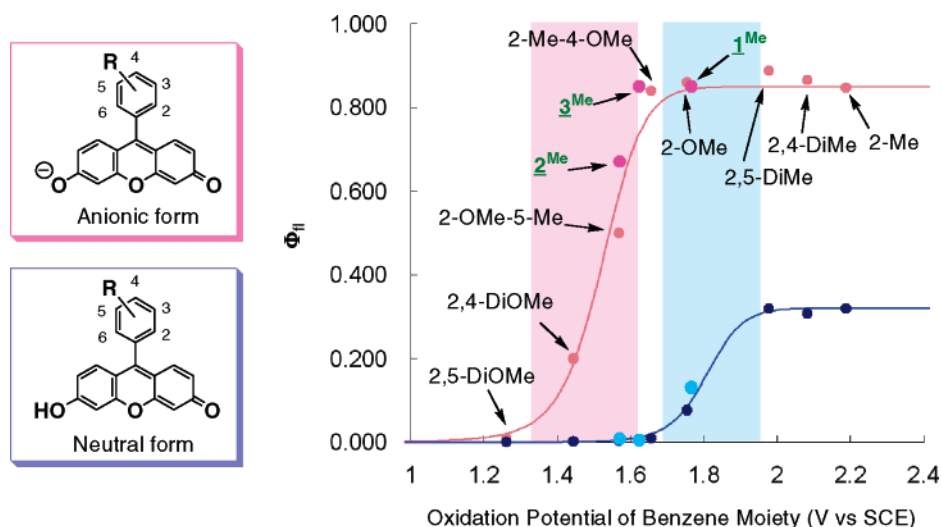 R
4
5
3
6
2
⊖
O
O
O
Anionic form
R
4
5
3
6
2
HO
O
O
Neutral form
Φfl
1.000
0.800
0.600
0.400
0.200
0.000
2-Me-4-OMe
1Me
3Me
2-OMe
2,4-DiMe
2-Me
2,5-DiMe
2Me
2-OMe-5-Me
2,4-DiOMe
2,5-DiOMe
1 1.2 1.4 1.6 1.8 2 2.2 2.4
Oxidation Potential of Benzene Moiety (V vs SCE)